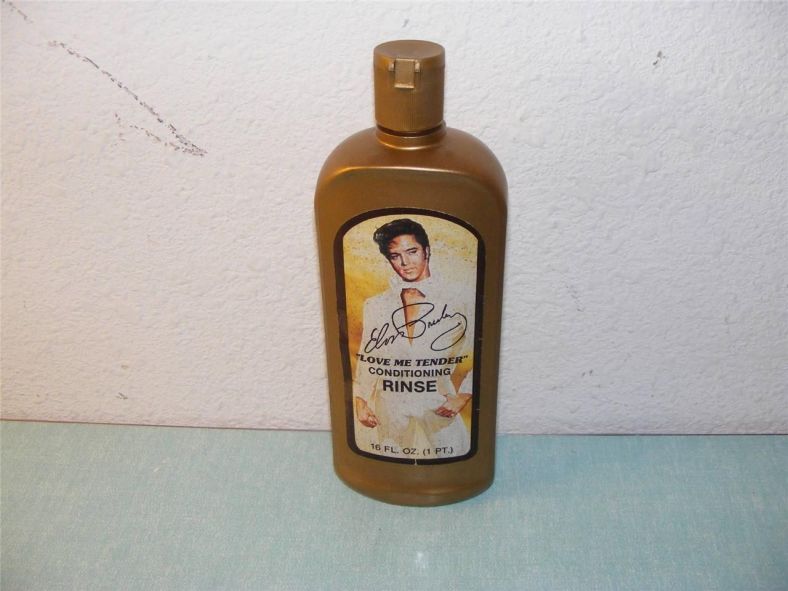 Elvis Presley
"LOVE ME TENDER"
CONDITIONING
RINSE
16 FL. OZ. (1 PT.)